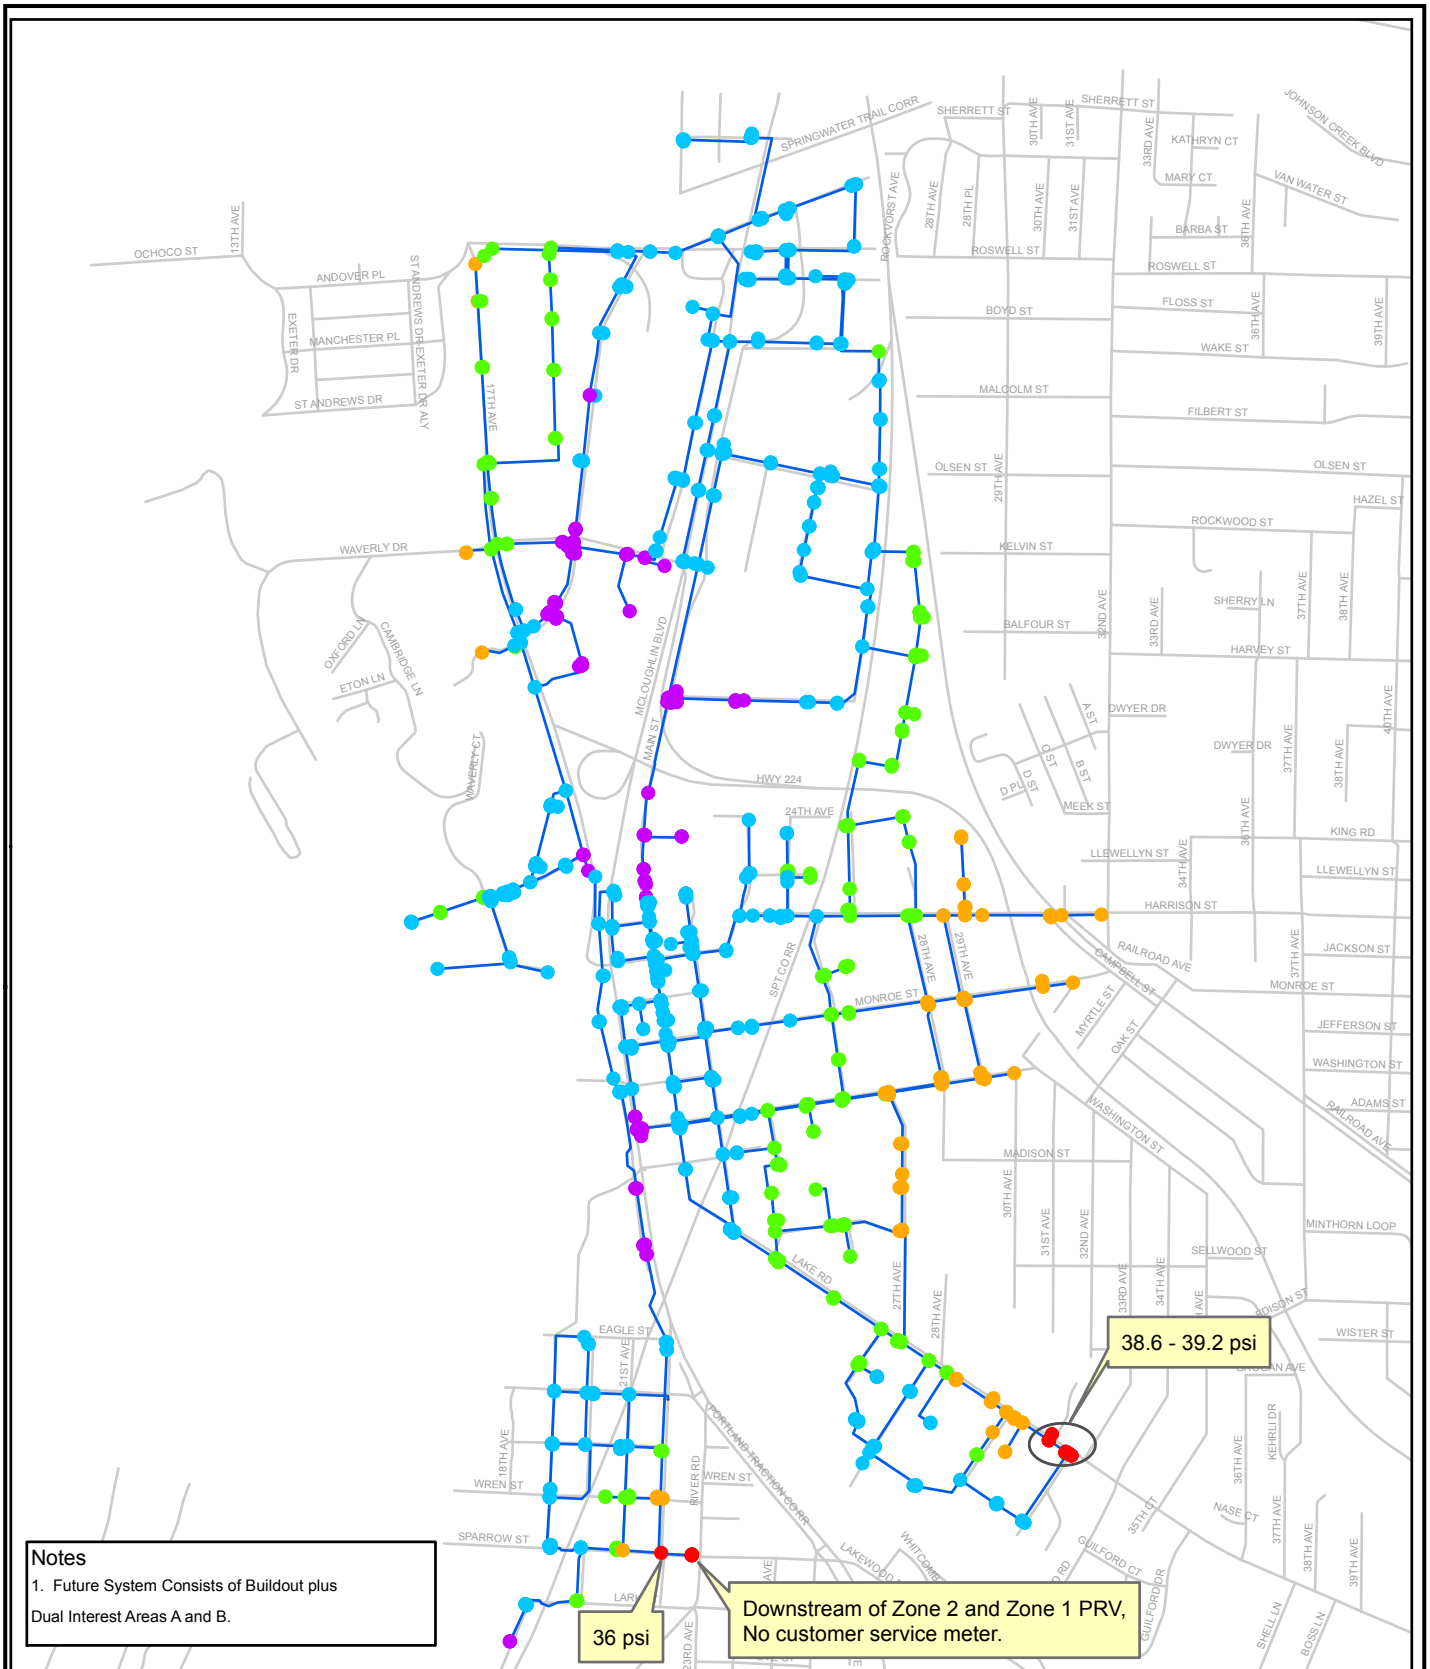 SHERRETT ST
SHERRETT ST
SPRINGWATER TRAIL CORR
30TH AVE
31ST AVE
33RD AVE
KATHRYN CT
JOHNSON CREEK BLVD
MARY CT
VAN WATER ST
28TH AVE
28TH PL
30TH AVE
31ST AVE
BARBA ST
36TH AVE
ROSWELL ST
ROSWELL ST
OCHOCO ST
13TH AVE
ANDOVER PL
ST ANDREWS DR
EXETER DR ALY
EXETER DR
MANCHESTER PL
ST ANDREWS DR
17TH AVE
BOYD ST
FLOSS ST
36TH AVE
39TH AVE
WAKE ST
MALCOLM ST
FILBERT ST
OLSEN ST
29TH AVE
OLSEN ST
HAZEL ST
ROCKWOOD ST
WAVERLY DR
KELVIN ST
32ND AVE
33RD AVE
SHERRY LN
37TH AVE
38TH AVE
BALFOUR ST
HARVEY ST
OXFORD LN
CAMBRIDGE LN
ETON LN
MCLOUGHLIN BLVD
MAIN ST
WAVERLY CT
A ST
DWYER DR
C ST
B ST
DWYER DR
37TH AVE
38TH AVE
40TH AVE
HWY 224
D PL
D ST
MEEK ST
24TH AVE
36TH AVE
KING RD
LLEWELLYN ST
34TH AVE
LLEWELLYN ST
HARRISON ST
28TH AVE
29TH AVE
RAILROAD AVE
CAMPBELL ST
37TH AVE
JACKSON ST
SPT CO RR
MONROE ST
MYRTLE ST
MONROE ST
OAK ST
JEFFERSON ST
WASHINGTON ST
WASHINGTON ST
ADAMS ST
RAILROAD AVE
MADISON ST
30TH AVE
31ST AVE
32ND AVE
MINTHORN LOOP
SELLWOOD ST
LAKE RD
27TH AVE
28TH AVE
33RD AVE
34TH AVE
EDISON ST
WISTER ST
EAGLE ST
21ST AVE
38.6 - 39.2 psi
PORTLAND TRACTION CO RR
18TH AVE
RIVER RD
36TH AVE
KEHRLI DR
WREN ST
WREN ST
35TH CT
NASE CT
37TH AVE
38TH AVE
39TH AVE
SPARROW ST
GUILFORD CT
GUILFORD DR
SHELL LN
BOSS LN
23RD AVE
36 psi
Downstream of Zone 2 and Zone 1 PRV,
No customer service meter.
Notes
1. Future System Consists of Buildout plus
Dual Interest Areas A and B.